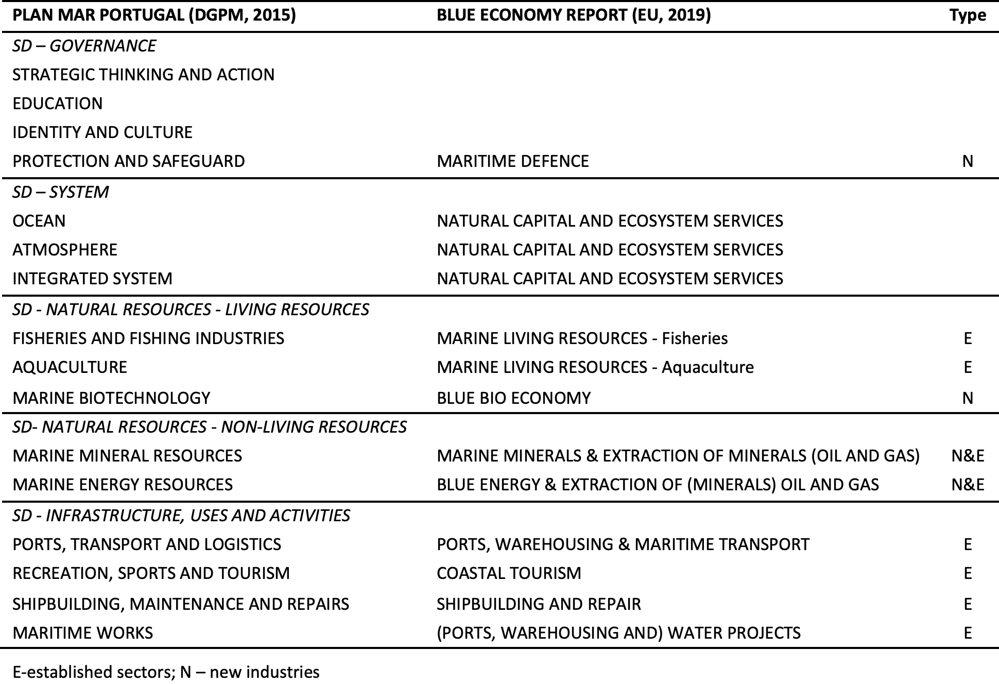 PLAN MAR PORTUGAL (DGPM, 2015) BLUE ECONOMY REPORT (EU, 2019) Type
SD – GOVERNANCE
STRATEGIC THINKING AND ACTION
EDUCATION
IDENTITY AND CULTURE
PROTECTION AND SAFEGUARD MARITIME DEFENCE N
SD – SYSTEM
OCEAN NATURAL CAPITAL AND ECOSYSTEM SERVICES
ATMOSPHERE NATURAL CAPITAL AND ECOSYSTEM SERVICES
INTEGRATED SYSTEM NATURAL CAPITAL AND ECOSYSTEM SERVICES
SD - NATURAL RESOURCES - LIVING RESOURCES
FISHERIES AND FISHING INDUSTRIES MARINE LIVING RESOURCES - Fisheries E
AQUACULTURE MARINE LIVING RESOURCES - Aquaculture E
MARINE BIOTECHNOLOGY BLUE BIO ECONOMY N
SD- NATURAL RESOURCES - NON-LIVING RESOURCES
MARINE MINERAL RESOURCES MARINE MINERALS & EXTRACTION OF MINERALS (OIL AND GAS) N&E
MARINE ENERGY RESOURCES BLUE ENERGY & EXTRACTION OF (MINERALS) OIL AND GAS N&E
SD - INFRASTRUCTURE, USES AND ACTIVITIES
PORTS, TRANSPORT AND LOGISTICS PORTS, WAREHOUSING & MARITIME TRANSPORT E
RECREATION, SPORTS AND TOURISM COASTAL TOURISM E
SHIPBUILDING, MAINTENANCE AND REPAIRS SHIPBUILDING AND REPAIR E
MARITIME WORKS (PORTS, WAREHOUSING AND) WATER PROJECTS E
E-established sectors; N – new industries